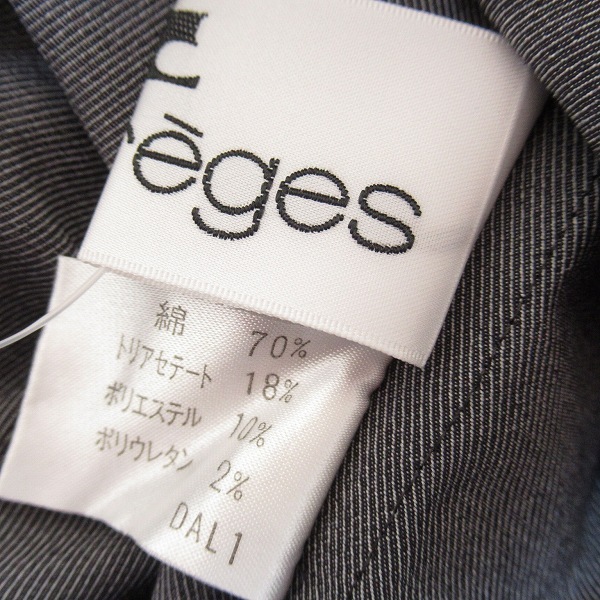 綿 70%
トリアセテート 18%
ポリエステル 10%
ポリウレタン 2%
DAL1